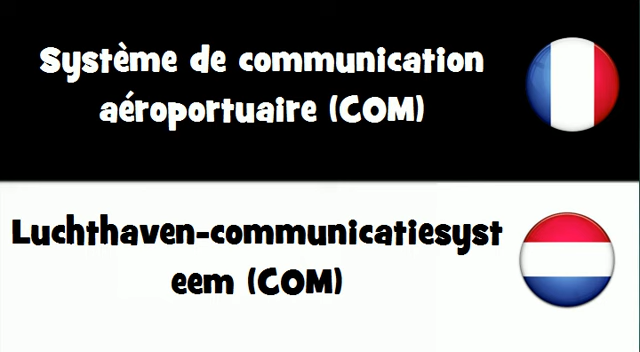 Système de communication
aéroportuaire (COM)
Luchthaven-communicatiesyst
eem (COM)